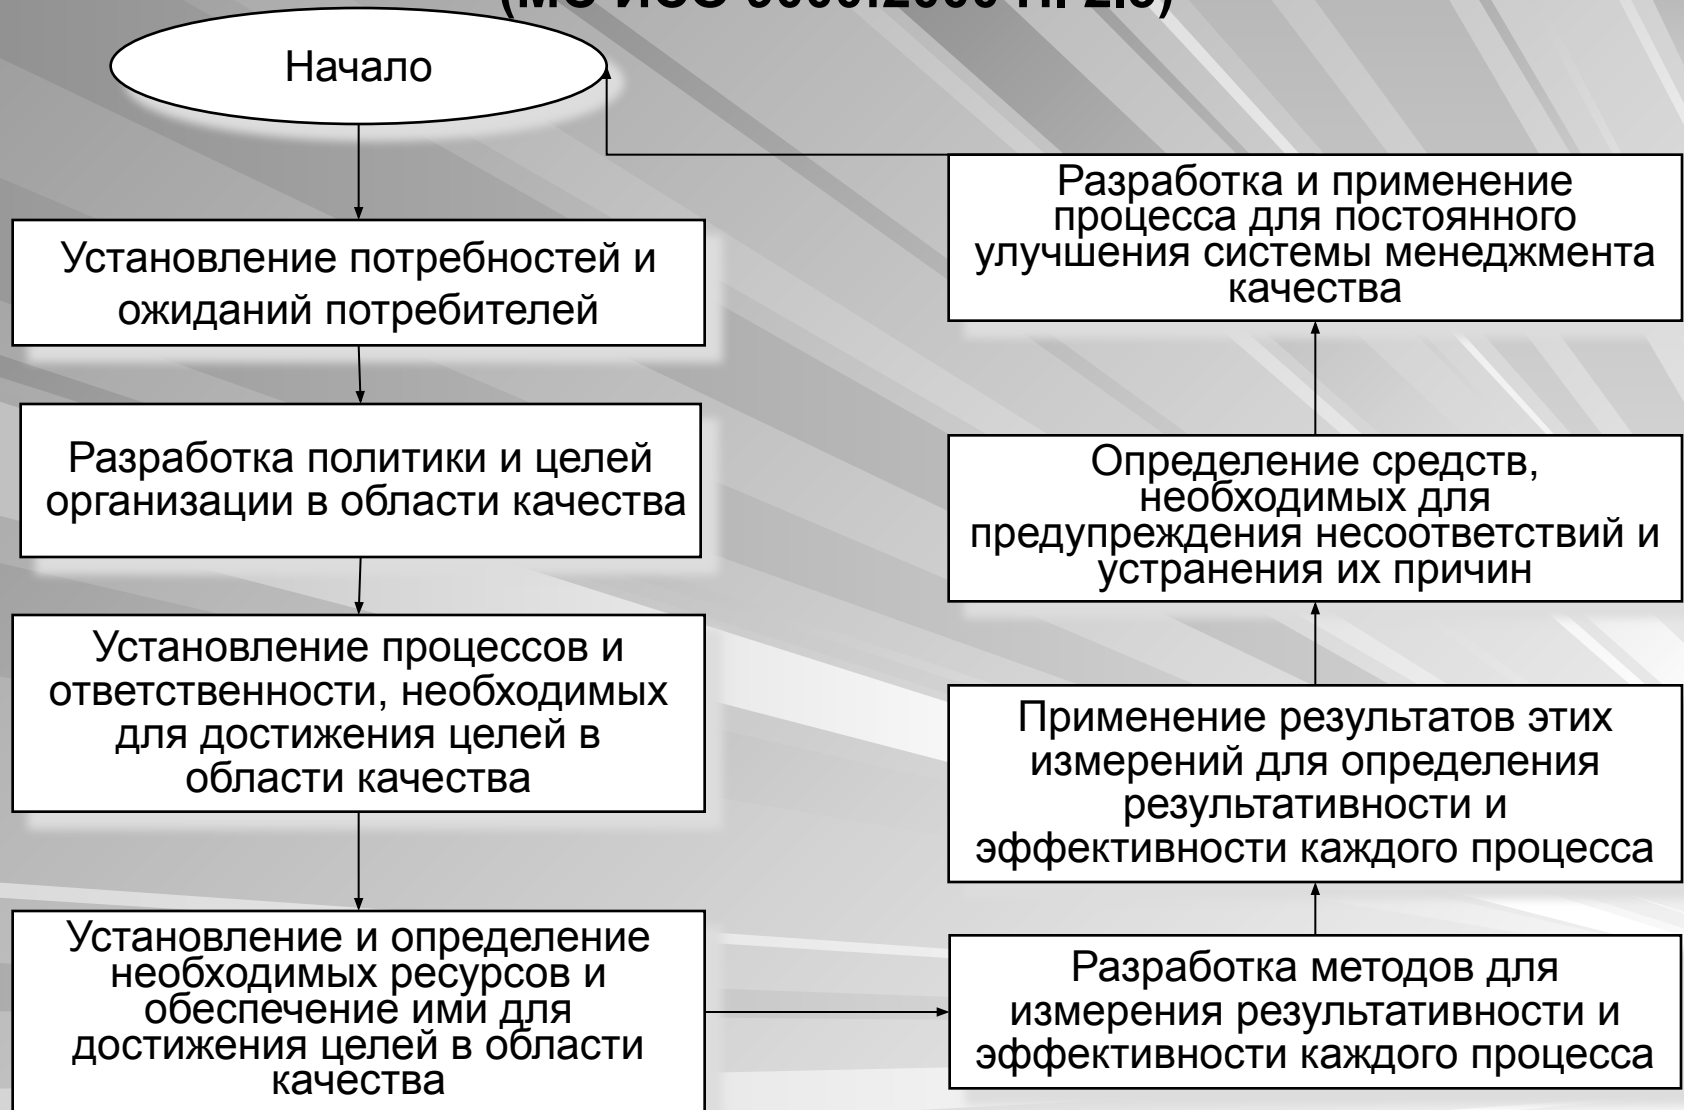 Начало
Установление потребностей и
ожиданий потребителей
Разработка политики и целей
организации в области качества
Установление процессов и
ответственности, необходимых
для достижения целей в
области качества
Установление и определение
необходимых ресурсов и
обеспечение ими для
достижения целей в области
качества
Разработка и применение
процесса для постоянного
улучшения системы менеджмента
качества
Определение средств,
необходимых для
предупреждения несоответствий и
устранения их причин
Применение результатов этих
измерений для определения
результативности и
эффективности каждого процесса
Разработка методов для
измерения результативности и
эффективности каждого процесса